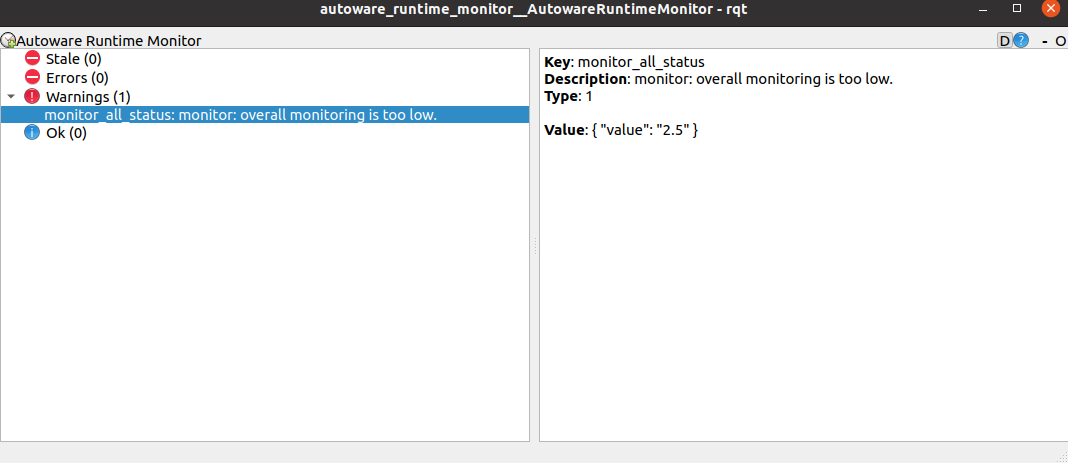 autoware_runtime_monitor__AutowareRuntimeMonitor - rqt
Autoware Runtime Monitor
D ? - O
Stale (0)
Errors (0)
Warnings (1)
monitor_all_status: monitor: overall monitoring is too low.
Ok (0)
Key: monitor_all_status
Description: monitor: overall monitoring is too low.
Type: 1
Value: { "value": "2.5" }